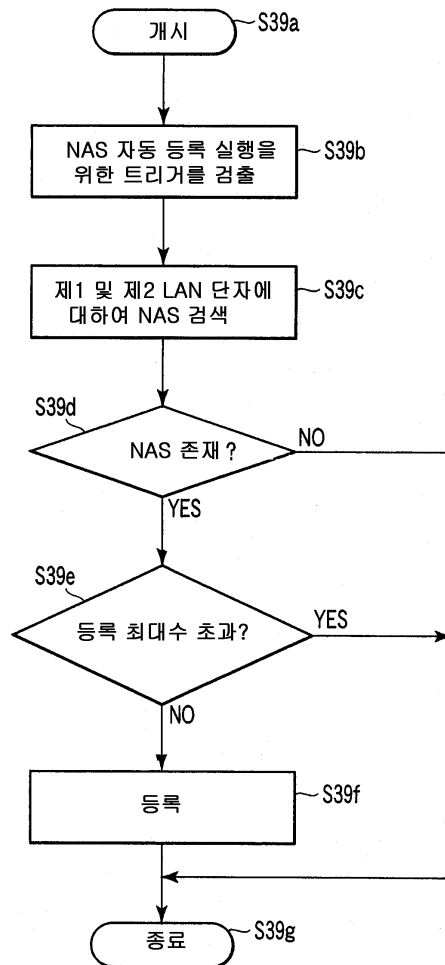 개시
S39a
NAS 자동 등록 실행을
위한 트리거를 검출
S39b
제1 및 제2 LAN 단자에
대하여 NAS 검색
S39c
S39d
NAS 존재?
NO
YES
S39e
등록 최대수 초과?
YES
NO
등록
S39f
종료
S39g